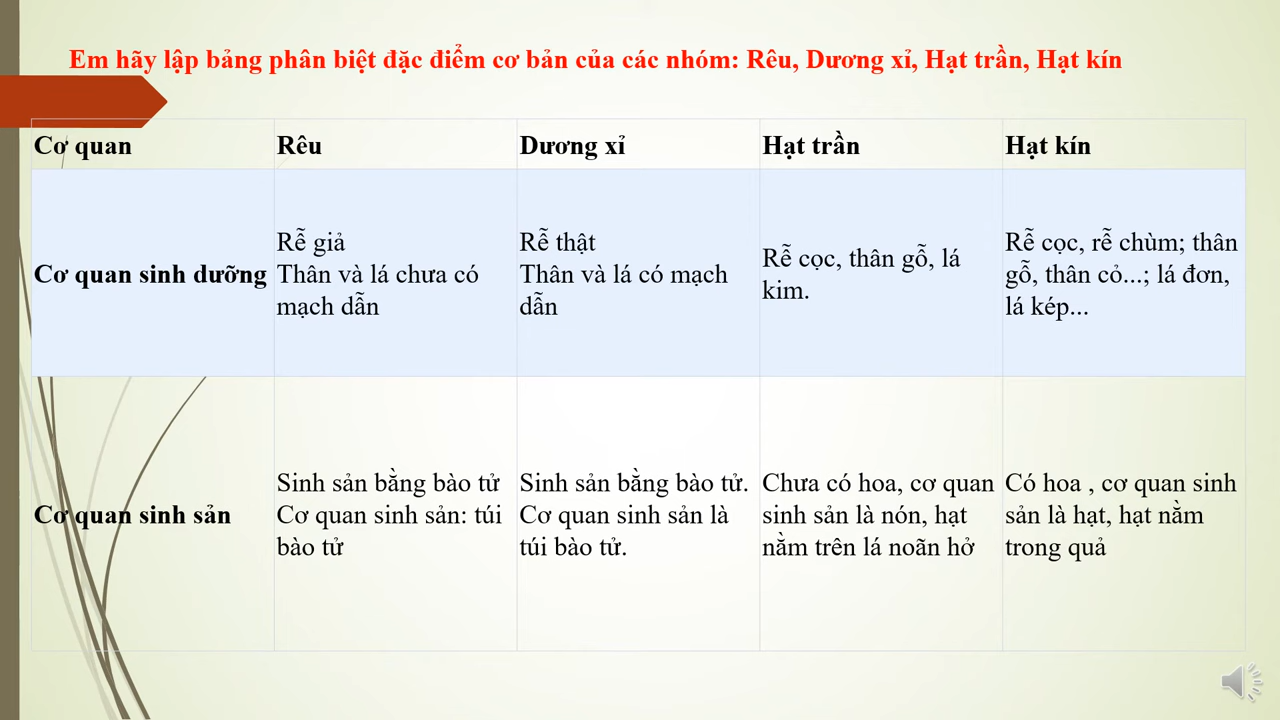 Em hãy lập bảng phân biệt đặc điểm cơ bản của các nhóm: Rêu, Dương xỉ, Hạt trần, Hạt kín
Cơ quan
Rêu
Dương xỉ
Hạt trần
Hạt kín
Cơ quan sinh dưỡng
Rễ giả
Thân và lá chưa có
mạch dẫn
Rễ thật
Thân và lá có mạch
dẫn
Rễ cọc, thân gỗ, lá
kim.
Rễ cọc, rễ chùm; thân
gỗ, thân cỏ...; lá đơn,
lá kép...
Cơ quan sinh sản
Sinh sản bằng bào tử
Cơ quan sinh sản: túi
bào tử
Sinh sản bằng bào tử.
Cơ quan sinh sản là
túi bào tử.
Chưa có hoa, cơ quan
sinh sản là nón, hạt
nằm trên lá noãn hở
Có hoa , cơ quan sinh
sản là hạt, hạt nằm
trong quả